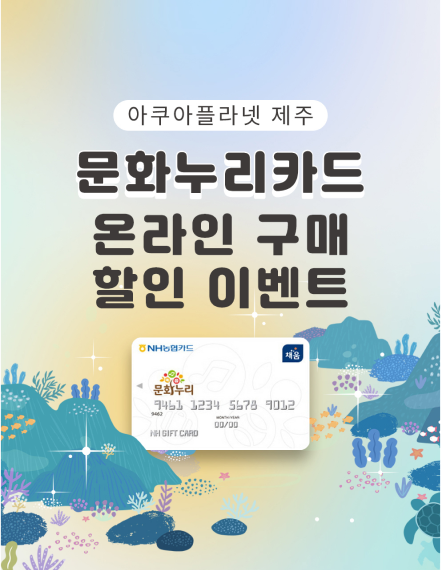 아쿠아플라넷 제주
문화누리카드
온라인 구매
할인 이벤트
NH농협카드
채움
문화누리
9461 1234 5678 9012
9462
MONTH/YEAR
00/00
NH GIFT CARD